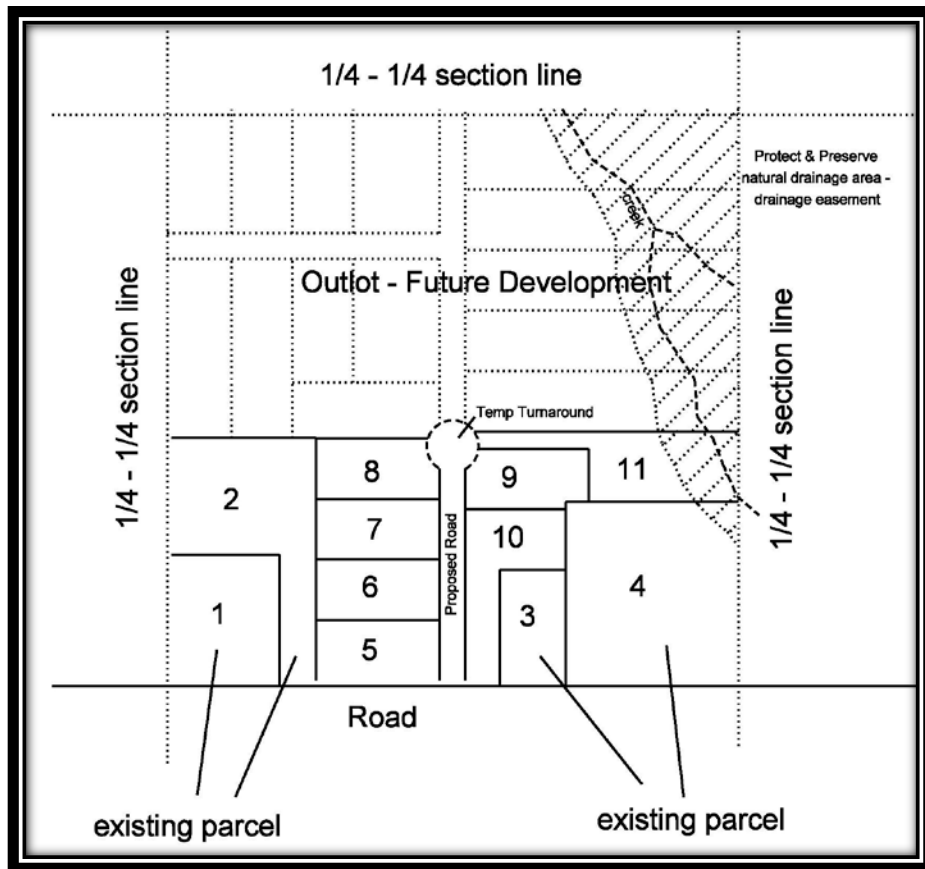 1/4 - 1/4 section line
Protect & Preserve
natural drainage area -
drainage easement
creek
Outlot - Future Development
1/4 - 1/4 section line
1/4 - 1/4 section line
Temp Turnaround
8
9
11
2
7
10
Proposed Road
6
4
1
3
5
Road
existing parcel
existing parcel